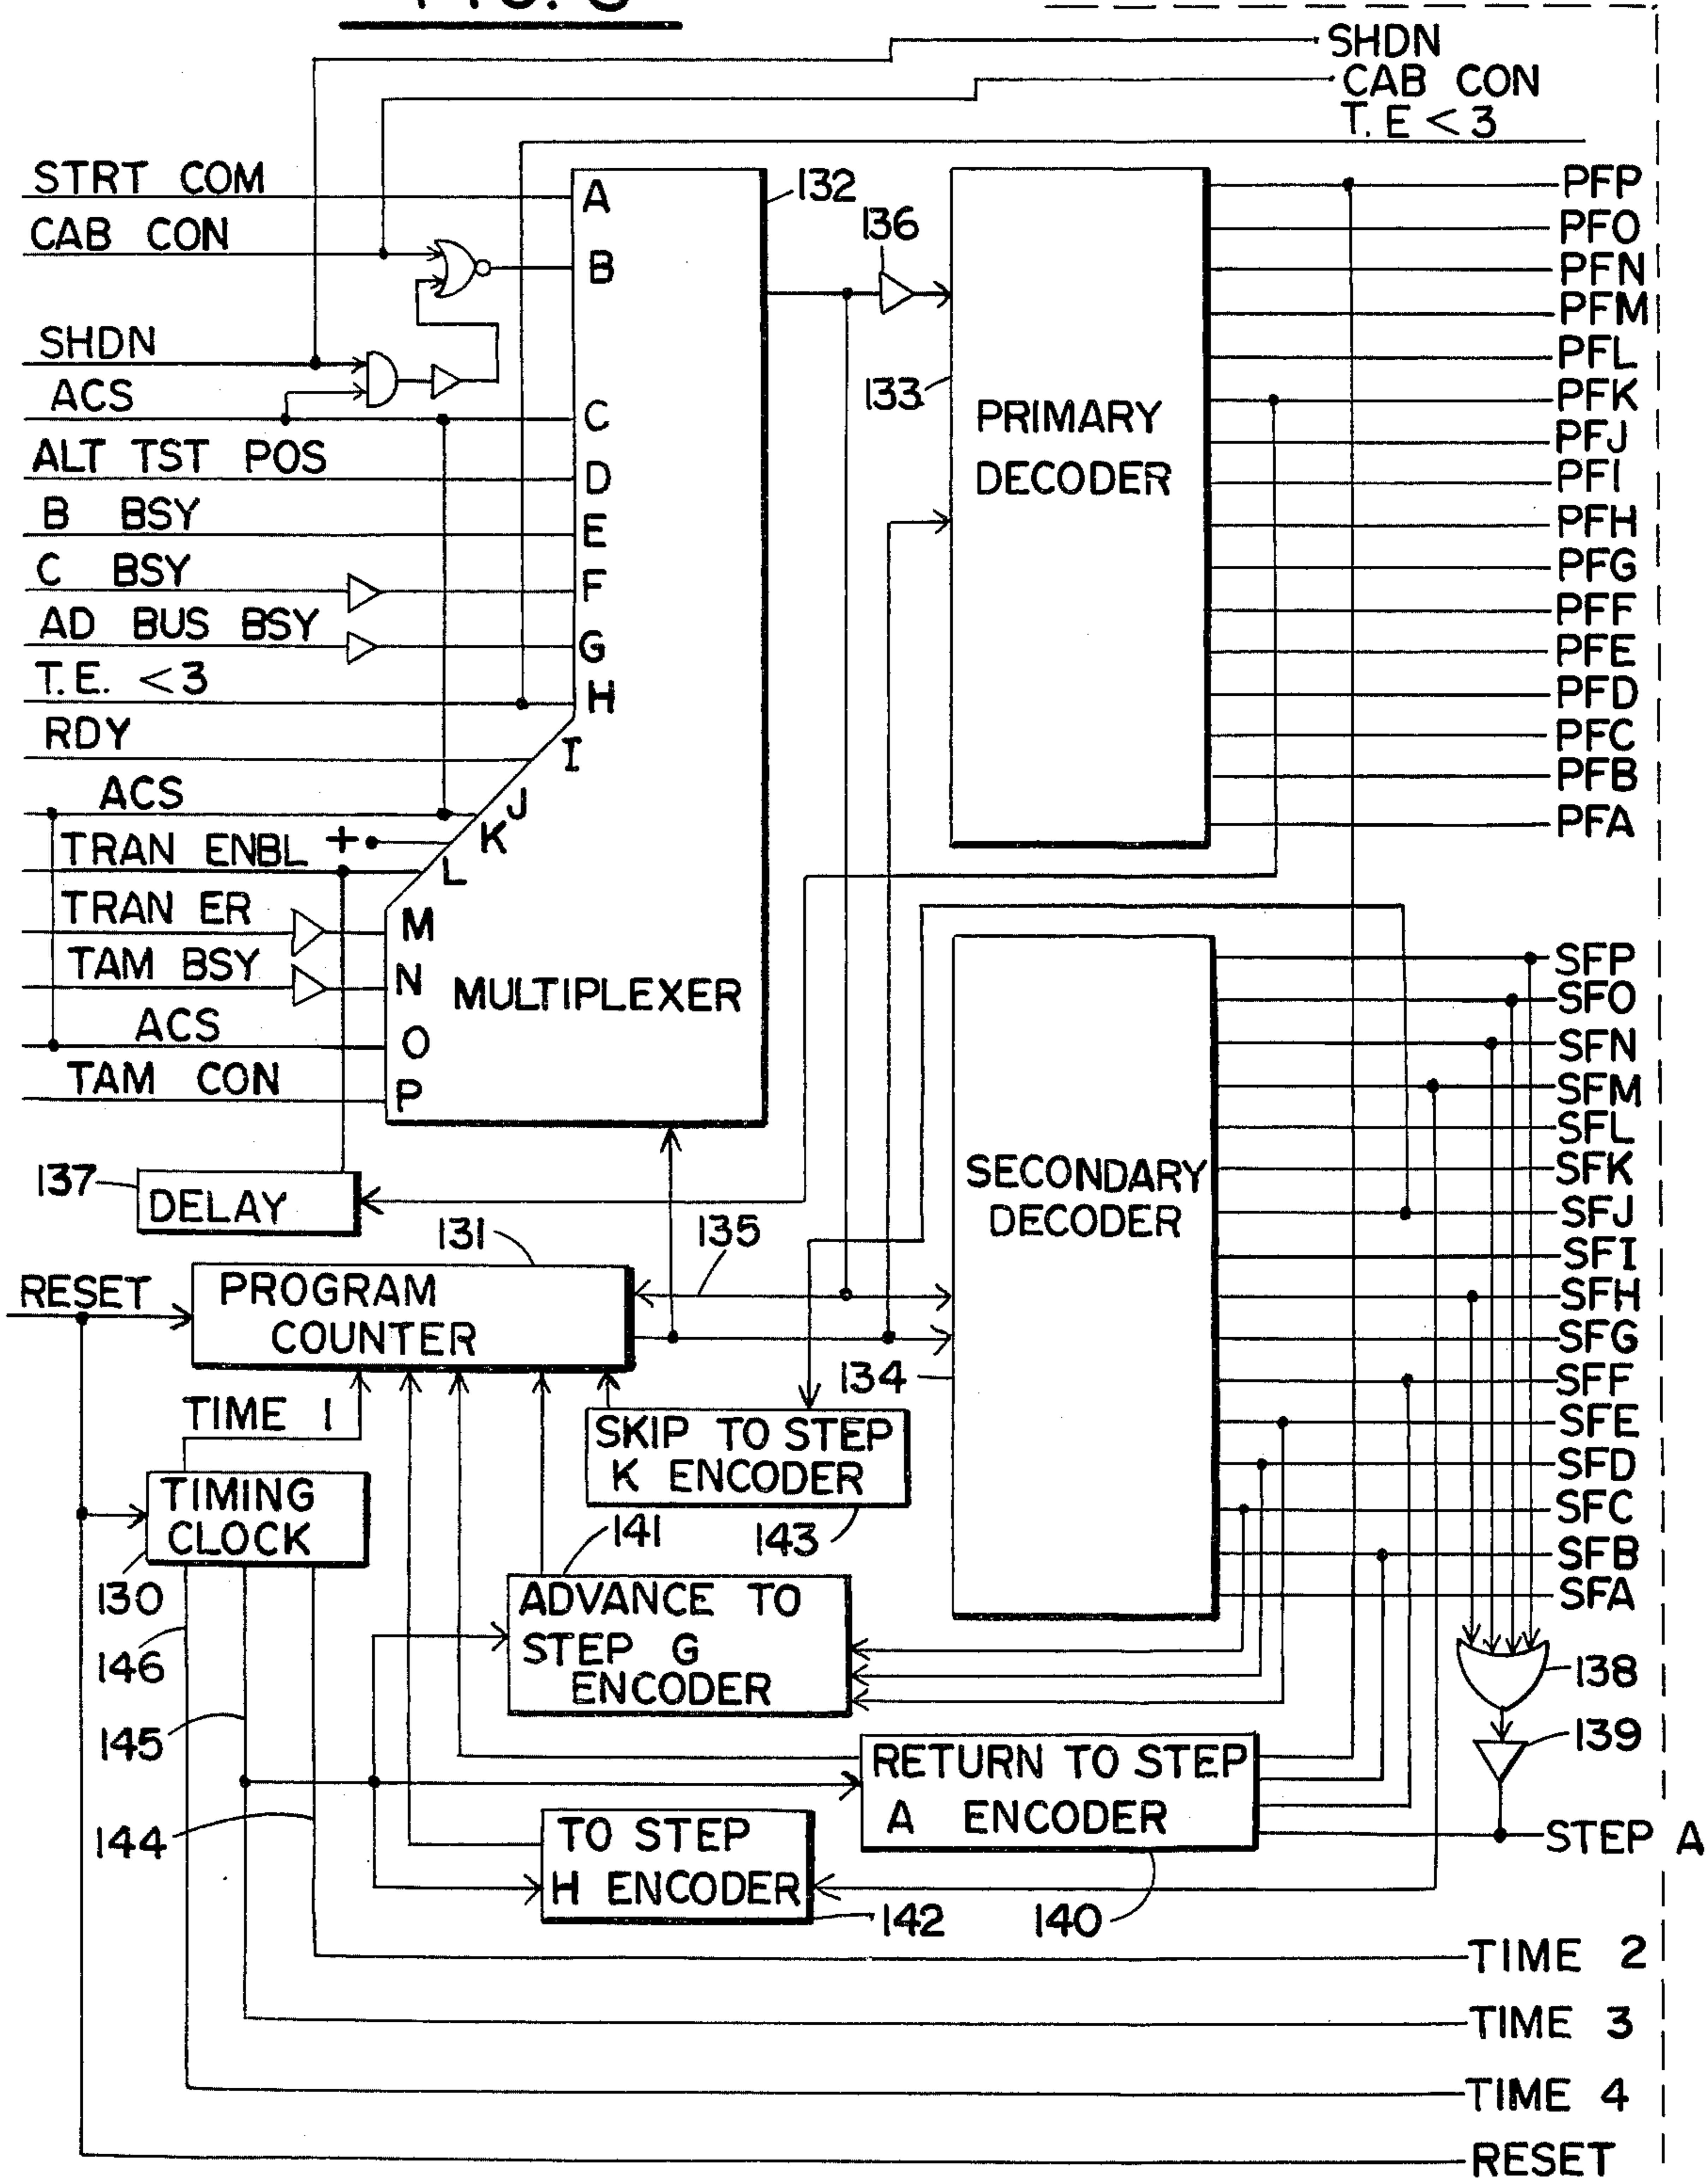 SHDN
CAB CON
T.E < 3
STRT COM
CAB CON
SHDN
ACS
ALT TST POS
B BSY
C BSY
AD BUS BSY
T.E. < 3
RDY
ACS
+
TRAN ENBL
TRAN ER
TAM BSY
ACS
TAM CON
A
B
C
D
E
F
G
H
I
J
K
L
M
N
O
P
MULTIPLEXER
132
136
133
PRIMARY
DECODER
PFP
PFO
PFN
PFM
PFL
PFK
PFJ
PFI
PFH
PFG
PFF
PFE
PFD
PFC
PFB
PFA
SECONDARY
DECODER
134
SFP
SFO
SFN
SFM
SFL
SFK
SFJ
SFI
SFH
SFG
SFF
SFE
SFD
SFC
SFB
SFA
137
DELAY
131
135
RESET
PROGRAM
COUNTER
TIME 1
TIMING
CLOCK
130
SKIP TO STEP
K ENCODER
143
141
ADVANCE TO
STEP G
ENCODER
146
145
144
RETURN TO STEP
A ENCODER
140
TO STEP
H ENCODER
142
138
139
STEP A
TIME 2
TIME 3
TIME 4
RESET